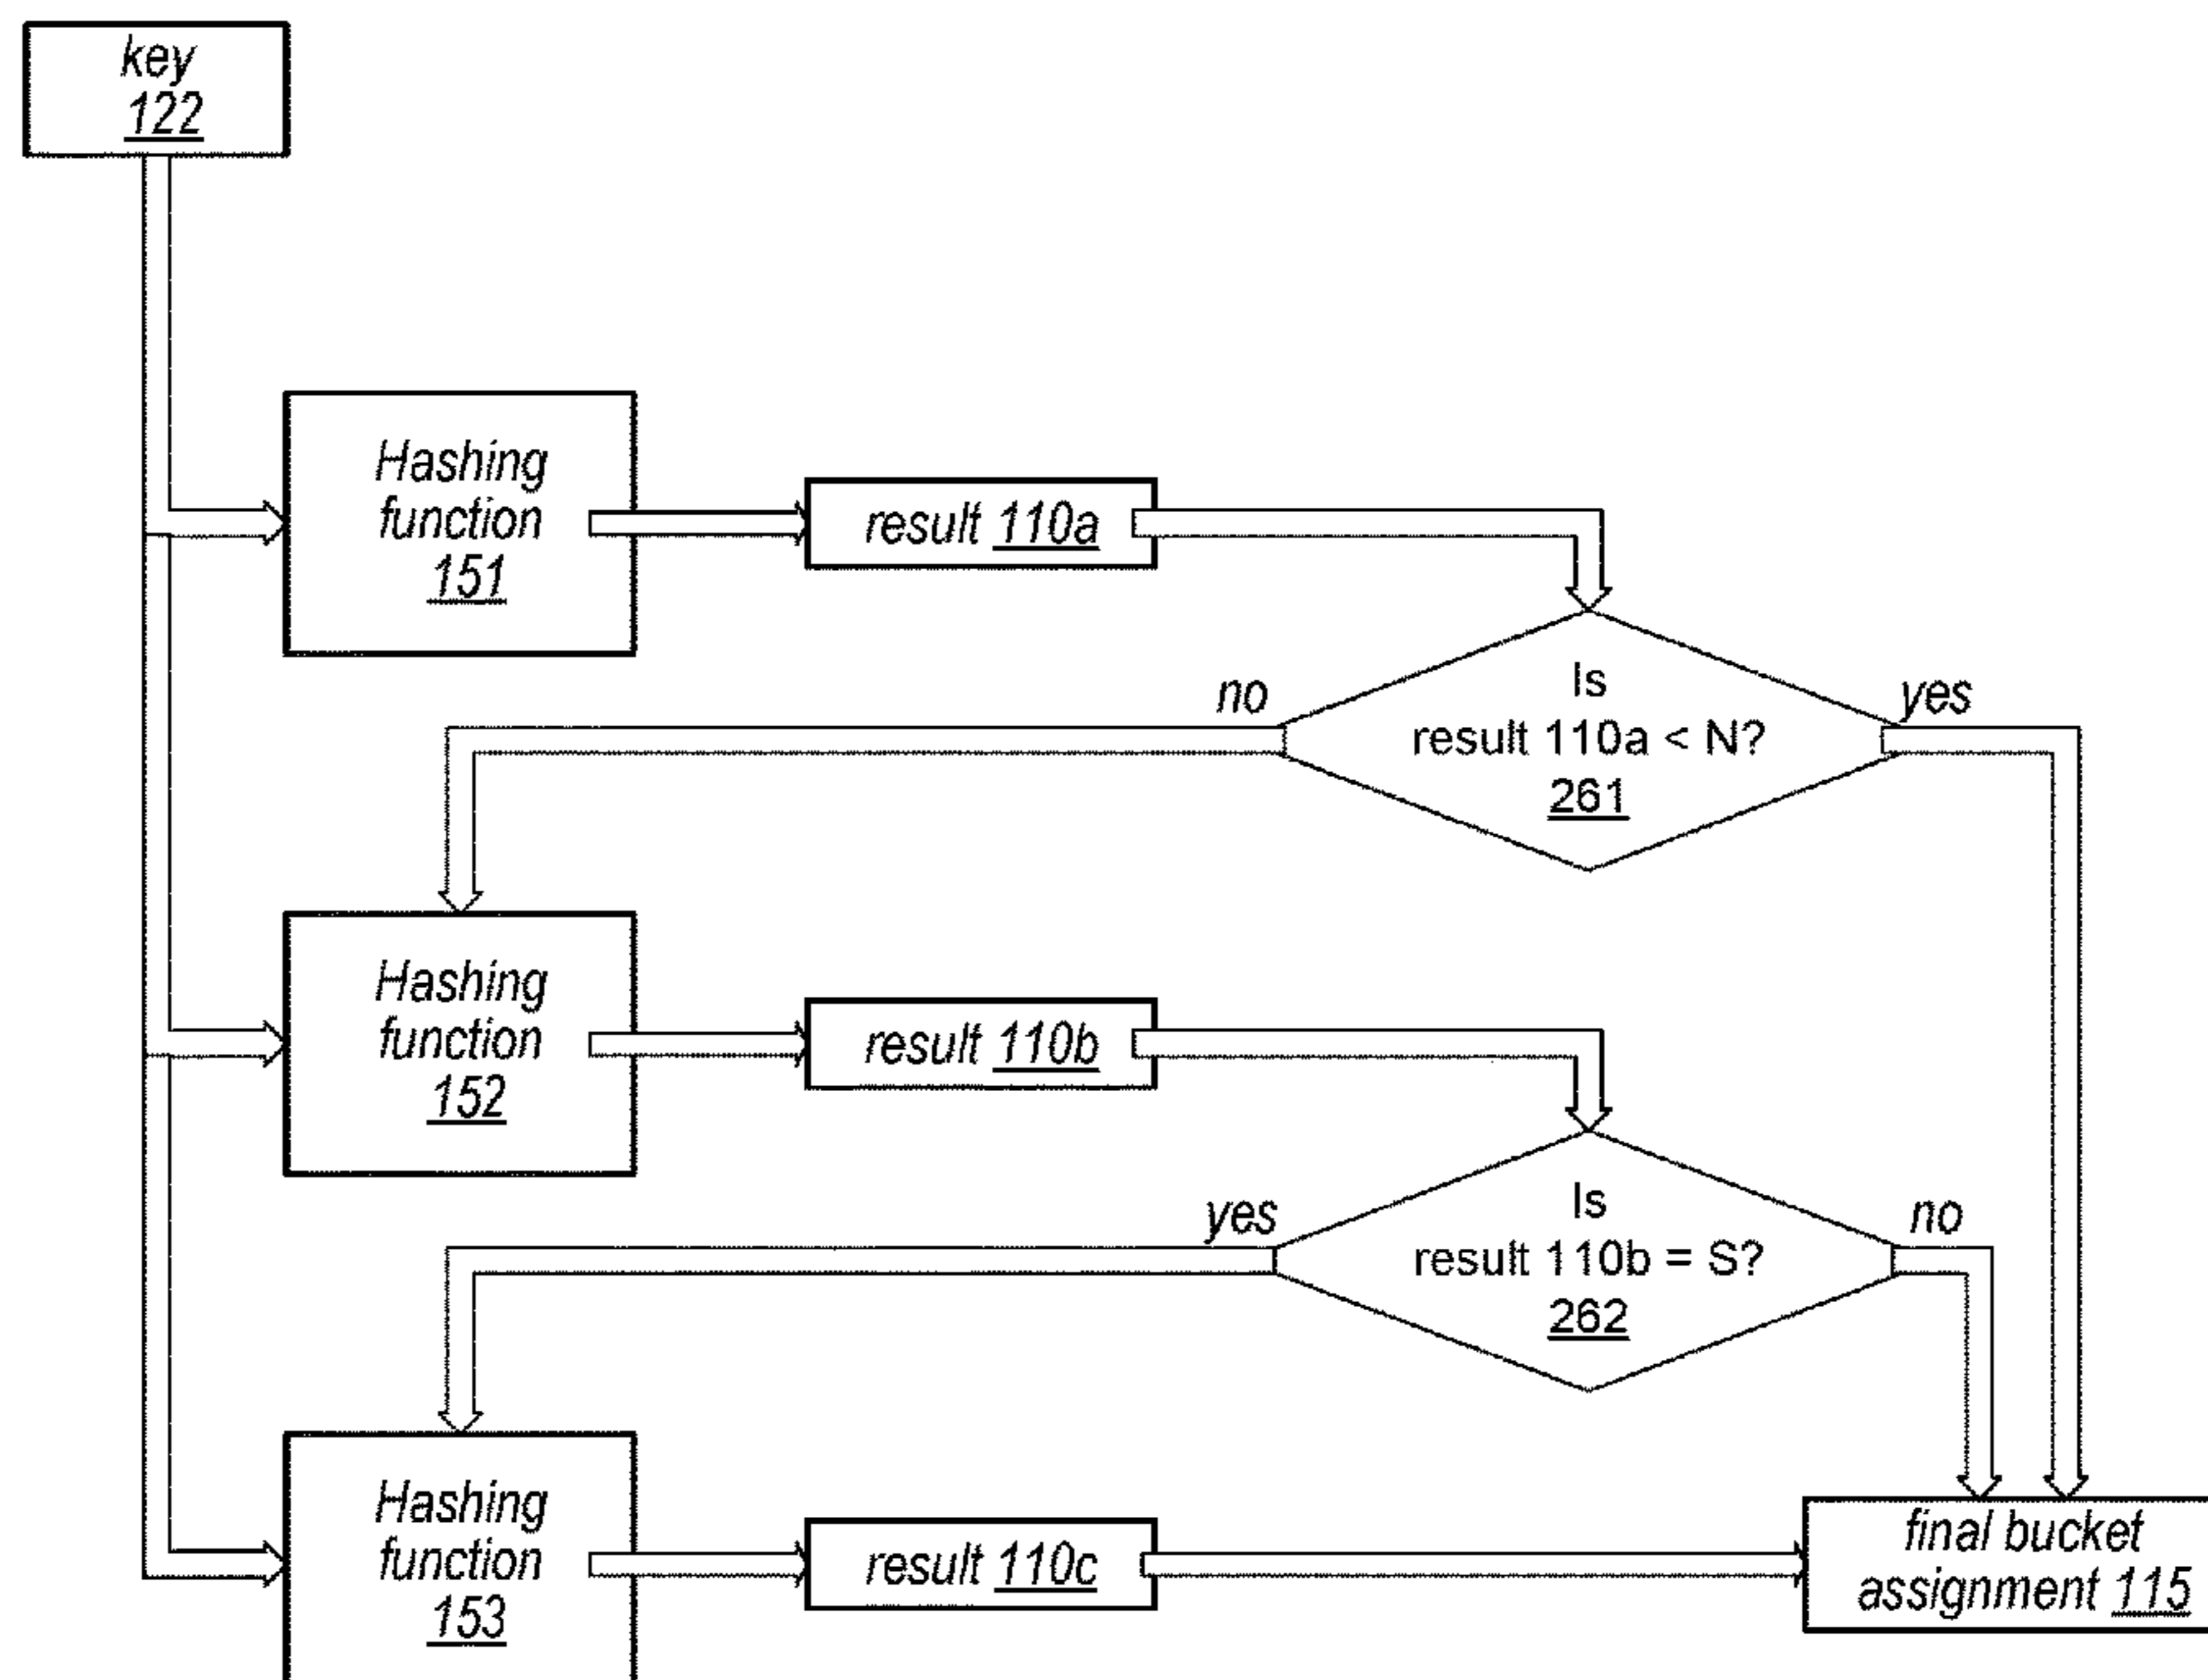 key
122
Hashing
function
151
result 110a
Is
result 110a < N?
261
no
yes
Hashing
function
152
result 110b
Is
result 110b = S?
262
yes
no
Hashing
function
153
result 110c
final bucket
assignment 115